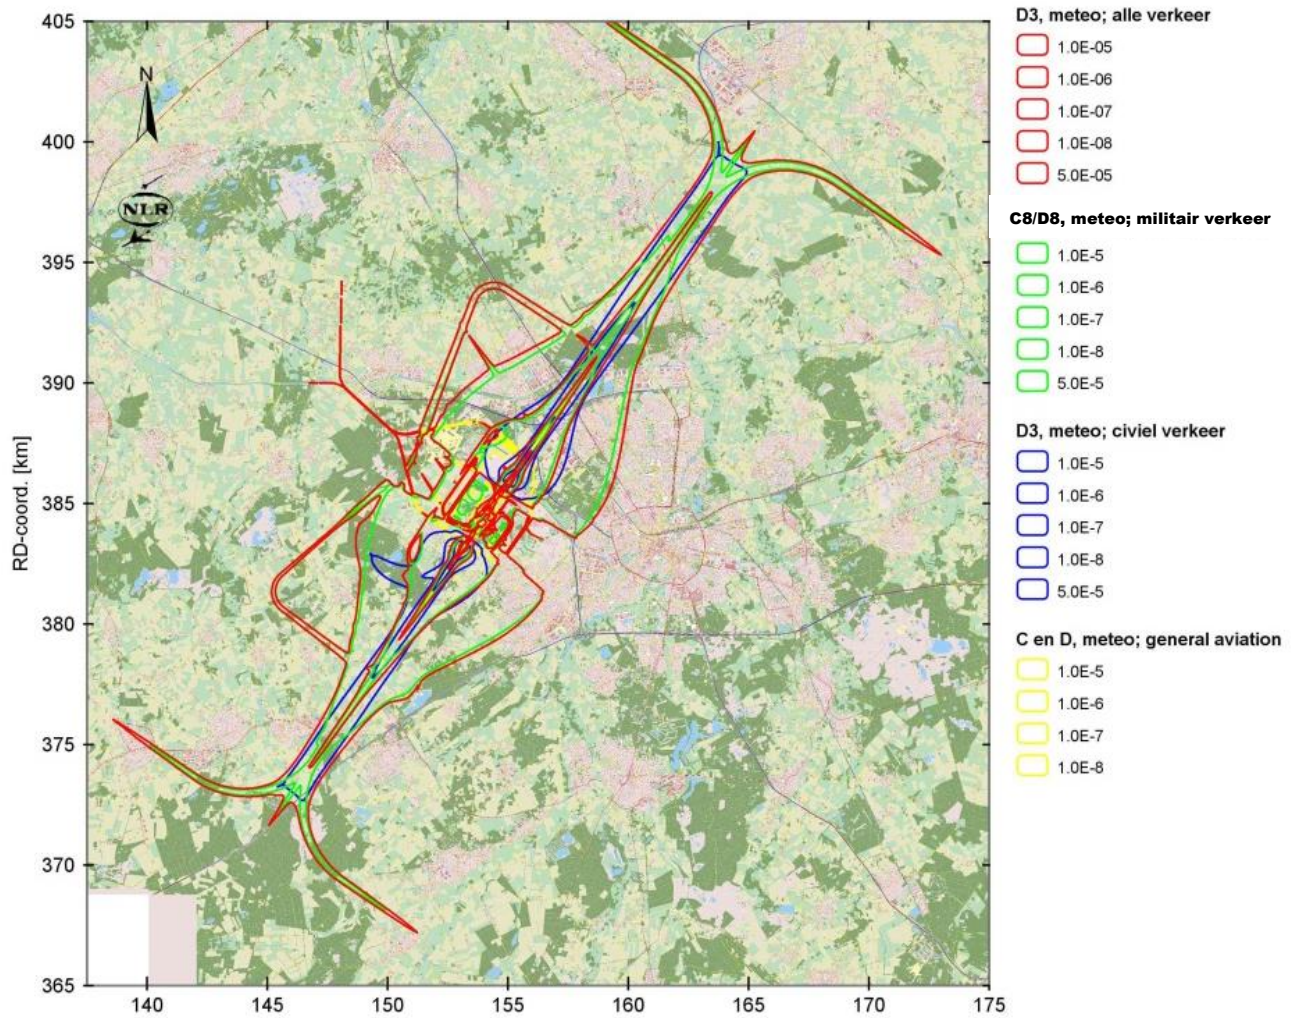 405
400
395
390
385
380
375
370
365
RD-coord. [km]
N
NLR
140
145
150
155
160
165
170
175
D3, meteo; alle verkeer
1.0E-05
1.0E-06
1.0E-07
1.0E-08
5.0E-05
C8/D8, meteo; militair verkeer
1.0E-5
1.0E-6
1.0E-7
1.0E-8
5.0E-5
D3, meteo; civiel verkeer
1.0E-5
1.0E-6
1.0E-7
1.0E-8
5.0E-5
C en D, meteo; general aviation
1.0E-5
1.0E-6
1.0E-7
1.0E-8